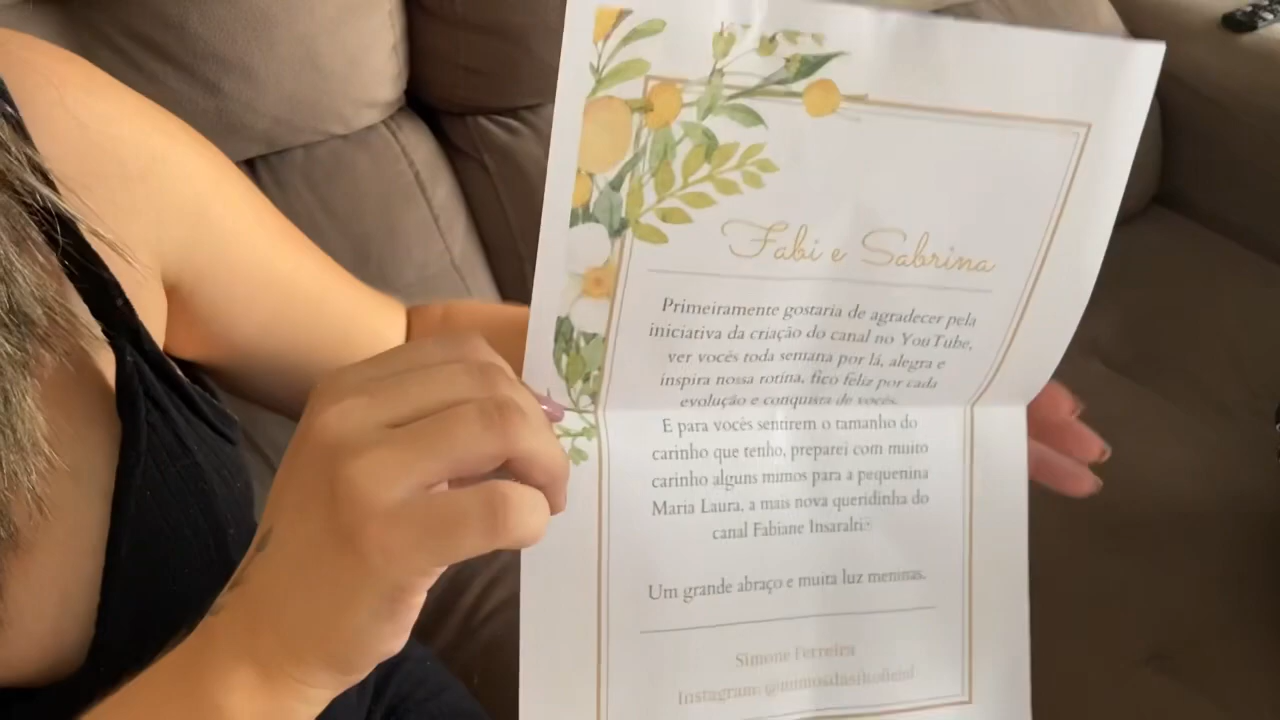 Fabi e Sabrina
Primeiramente gostaria de agradecer pela
iniciativa da criação do canal no YouTube,
ver vocês toda semana por lá, alegra e
inspira nossa rotina, fico feliz por cada
evolução e conquista de vocês.
E para vocês sentirem o tamanho do
carinho que tenho, preparei com muito
carinho alguns mimos para a pequenina
Maria Laura, a mais nova queridinha do
canal Fabiane Insaralri
Um grande abraço e muita luz meninas.
Simone Ferreira
Instagram: